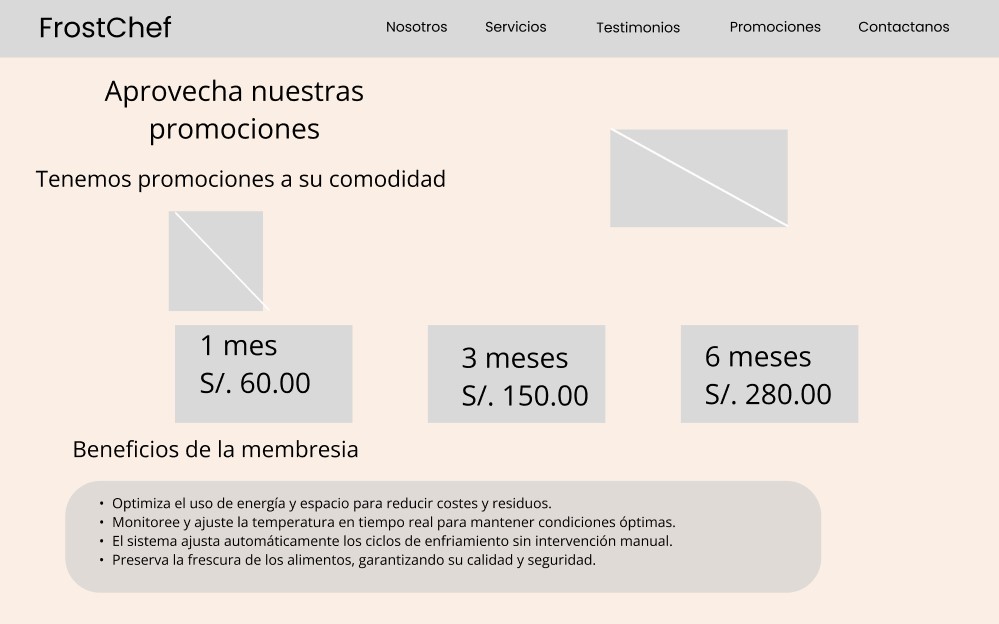 FrostChef
Nosotros
Servicios
Testimonios
Promociones
Contactanos
Aprovecha nuestras
promociones
Tenemos promociones a su comodidad
1 mes
S/. 60.00
3 meses
S/. 150.00
6 meses
S/. 280.00
Beneficios de la membresia
• Optimiza el uso de energía y espacio para reducir costes y residuos.
• Monitoree y ajuste la temperatura en tiempo real para mantener condiciones óptimas.
• El sistema ajusta automáticamente los ciclos de enfriamiento sin intervención manual.
• Preserva la frescura de los alimentos, garantizando su calidad y seguridad.